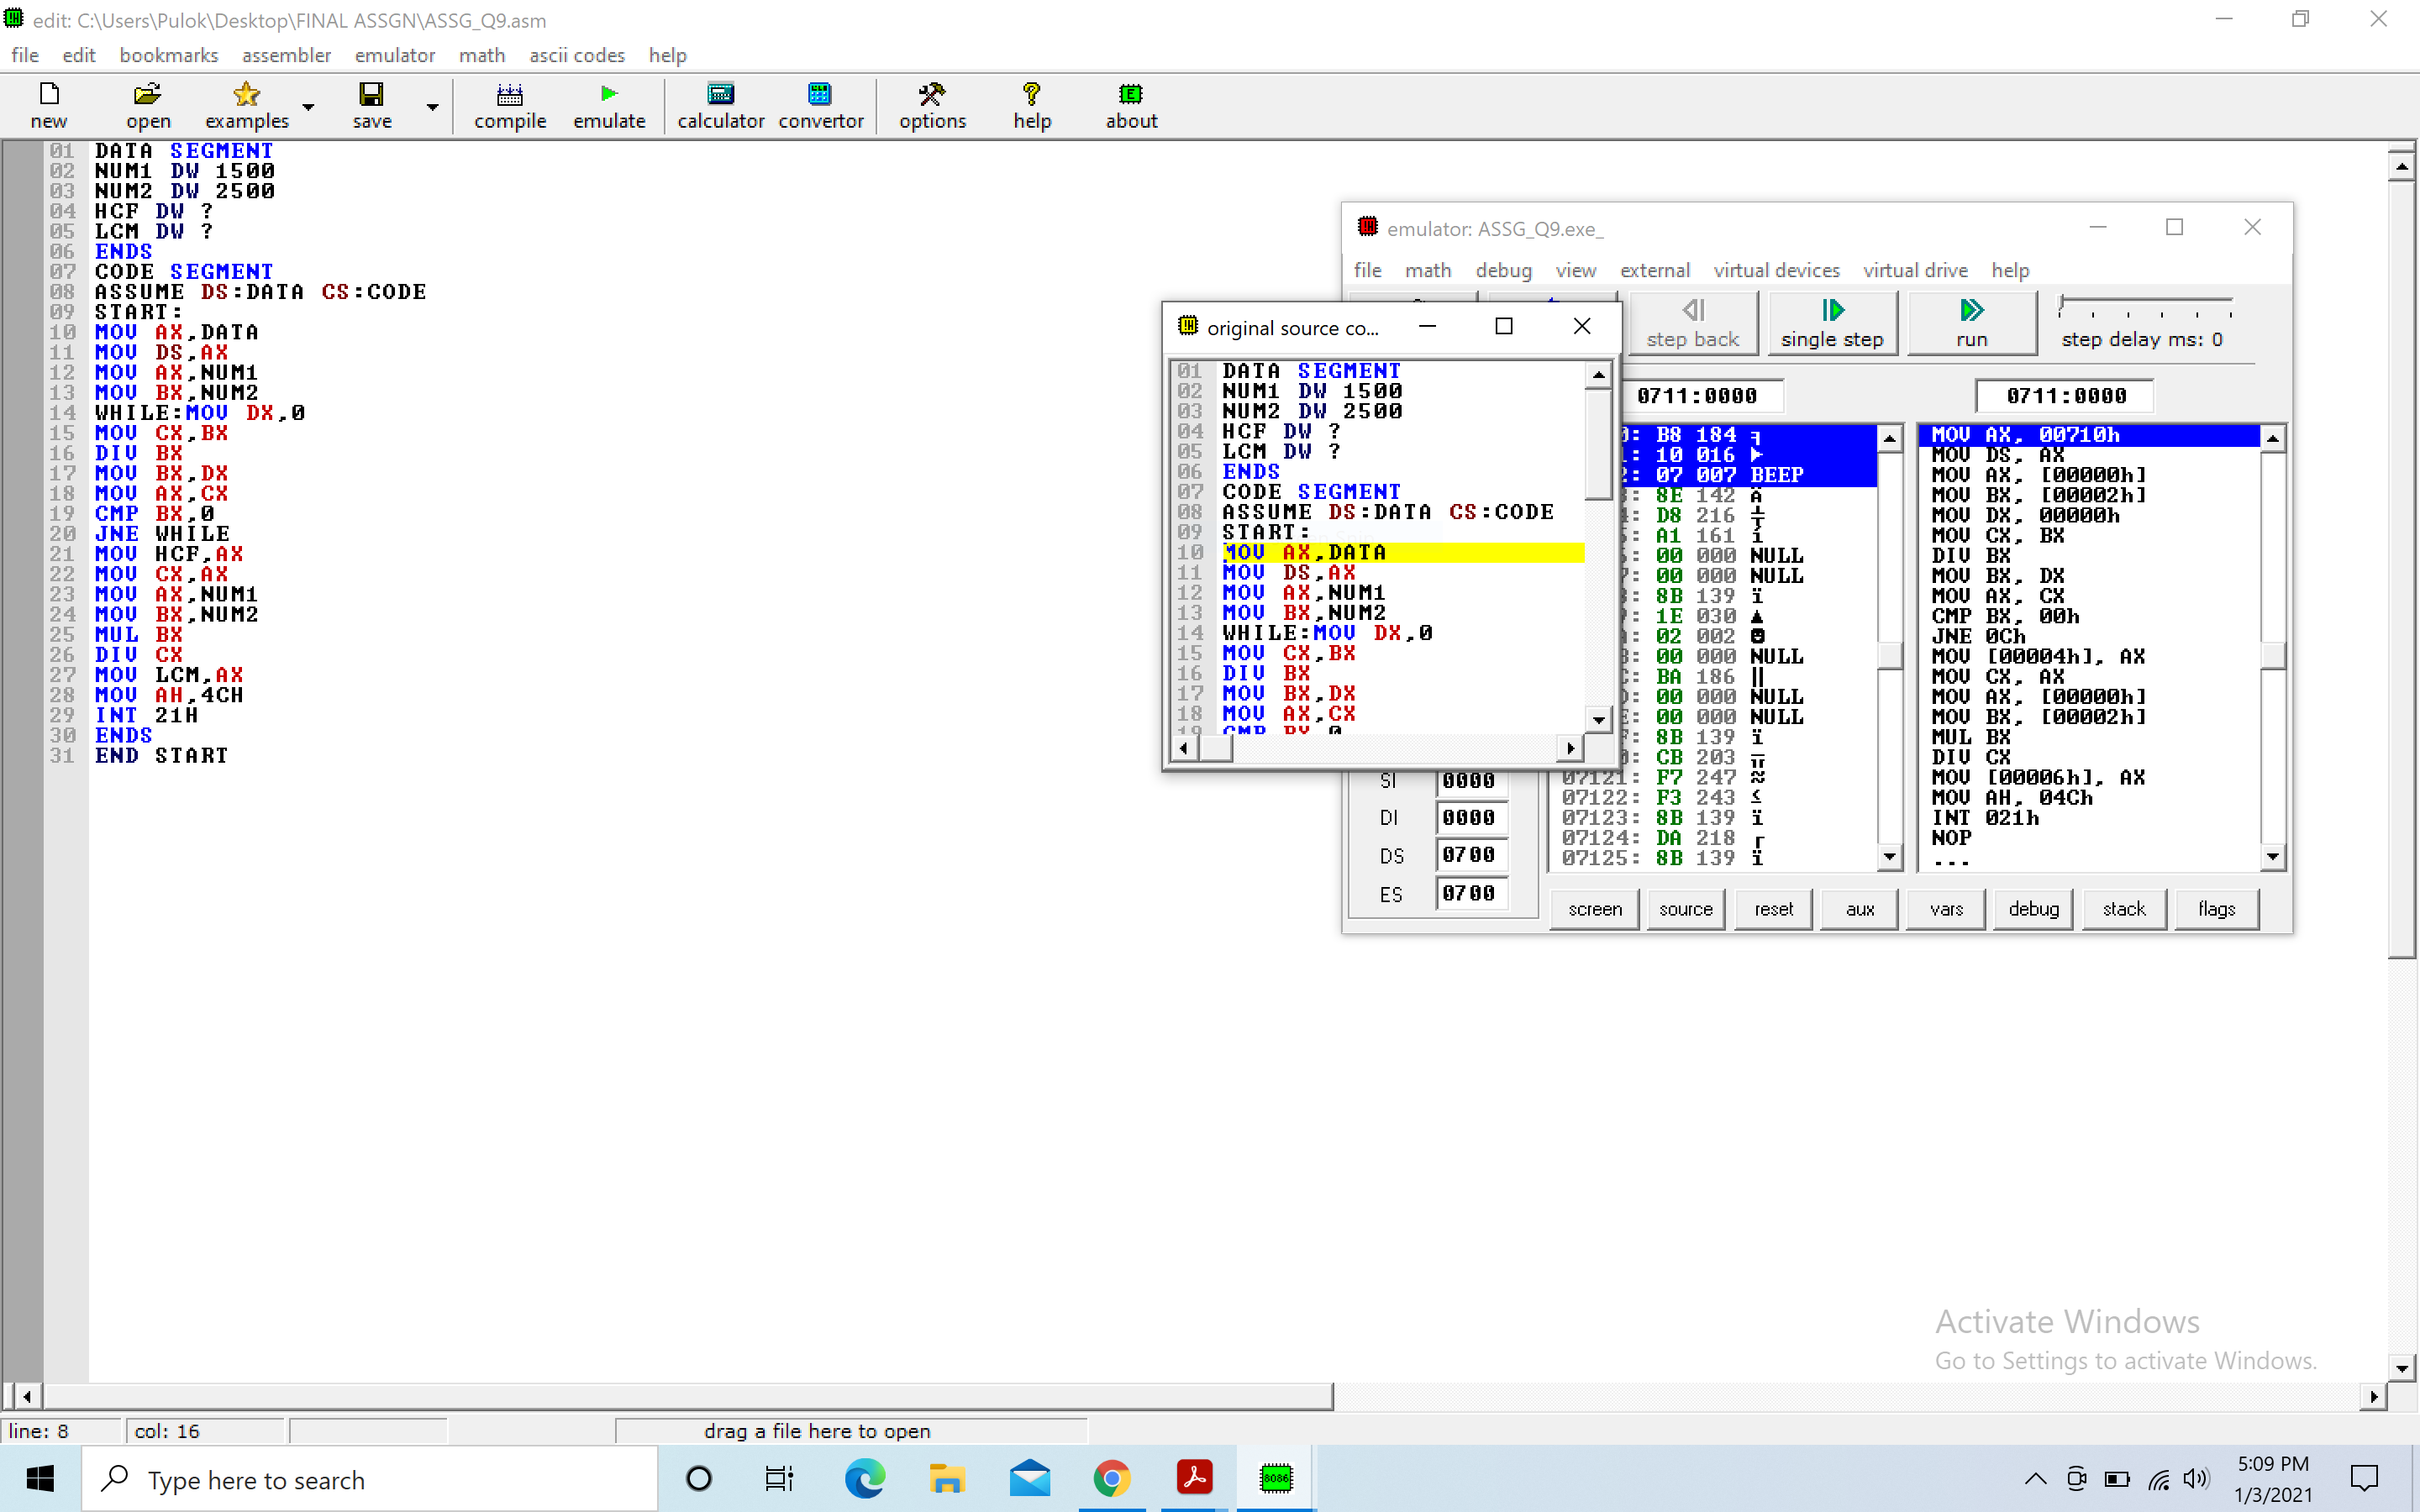 edit: C:\Users\Pulok\Desktop\FINAL ASSGN\ASSG_Q9.asm
file edit bookmarks assembler emulator math ascii codes help
new open examples save compile emulate calculator convertor options help about
01 DATA SEGMENT
02 NUM1 DW 1500
03 NUM2 DW 2500
04 HCF DW ?
05 LCM DW ?
06 ENDS
07 CODE SEGMENT
08 ASSUME DS:DATA CS:CODE
09 START:
10 MOV AX,DATA
11 MOV DS,AX
12 MOV AX,NUM1
13 MOV BX,NUM2
14 WHILE:MOV DX,0
15 MOV CX,BX
16 DIV BX
17 MOV BX,DX
18 MOV AX,CX
19 CMP BX,0
20 JNE WHILE
21 MOV HCF,AX
22 MOV CX,AX
23 MOV AX,NUM1
24 MOV BX,NUM2
25 MUL BX
26 DIV CX
27 MOV LCM,AX
28 MOV AH,4CH
29 INT 21H
30 ENDS
31 END START
emulator: ASSG_Q9.exe_
file math debug view external virtual devices virtual drive help
step back single step run step delay ms: 0
original source co...
01 DATA SEGMENT
02 NUM1 DW 1500
03 NUM2 DW 2500
04 HCF DW ?
05 LCM DW ?
06 ENDS
07 CODE SEGMENT
08 ASSUME DS:DATA CS:CODE
09 START:
10 MOV AX,DATA
11 MOV DS,AX
12 MOV AX,NUM1
13 MOV BX,NUM2
14 WHILE:MOV DX,0
15 MOV CX,BX
16 DIV BX
17 MOV BX,DX
18 MOV AX,CX
19 CMP BX,0
0711:0000 0711:0000
0: B8 184 ╕
1: 10 016 ►
2: 07 007 BEEP
3: 8E 142 Ä
4: D8 216 ╪
5: A1 161 í
6: 00 000 NULL
7: 00 000 NULL
8: 8B 139 ï
9: 1E 030 ▲
A: 02 002 ☻
B: 00 000 NULL
C: BA 186 ║
D: 00 000 NULL
E: 00 000 NULL
F: 8B 139 ï
0: CB 203 ╦
07121: F7 247 ≈
07122: F3 243 ≤
07123: 8B 139 ï
07124: DA 218 ┌
07125: 8B 139 ï
MOV AX, 00710h
MOV DS, AX
MOV AX, [00000h]
MOV BX, [00002h]
MOV DX, 00000h
MOV CX, BX
DIV BX
MOV BX, DX
MOV AX, CX
CMP BX, 00h
JNE 0Ch
MOV [00004h], AX
MOV CX, AX
MOV AX, [00000h]
MOV BX, [00002h]
MUL BX
DIV CX
MOV [00006h], AX
MOV AH, 04Ch
INT 021h
NOP
...
SI 0000
DI 0000
DS 0700
ES 0700
screen source reset aux vars debug stack flags
Activate Windows
Go to Settings to activate Windows.
line: 8 col: 16 drag a file here to open
Type here to search
8086
5:09 PM
1/3/2021